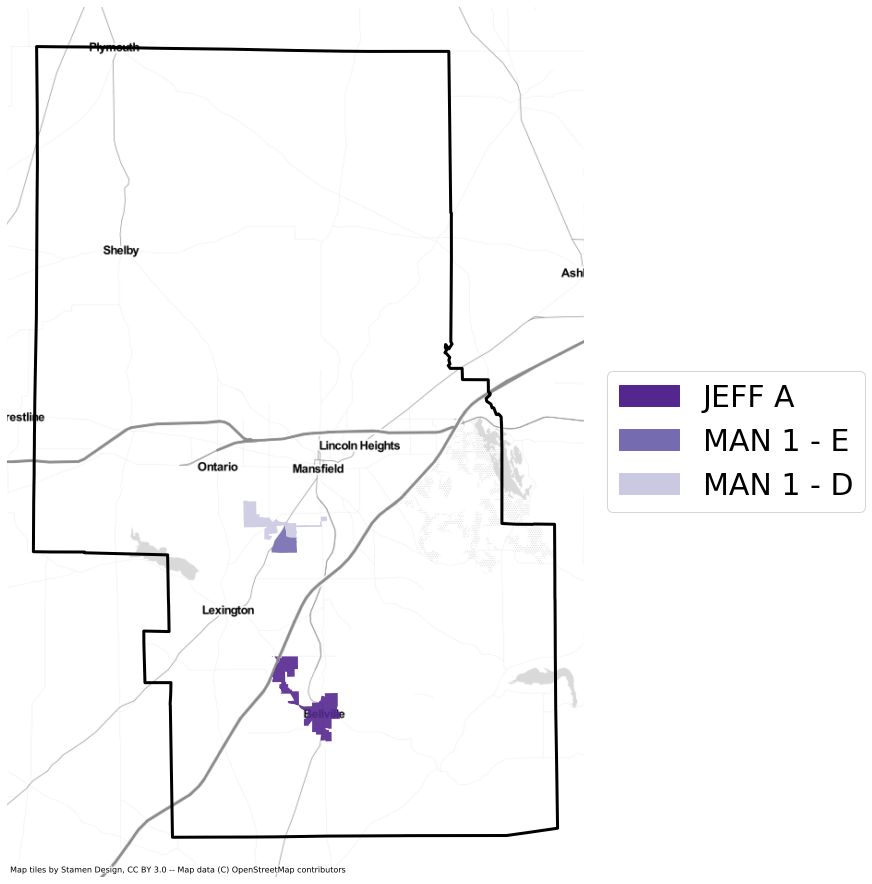 Plymouth
Shelby
Ashl
restline
Lincoln Heights
Ontario
Mansfield
Lexington
Bellville
JEFF A
MAN 1 - E
MAN 1 - D
Map tiles by Stamen Design, CC BY 3.0 -- Map data (C) OpenStreetMap contributors